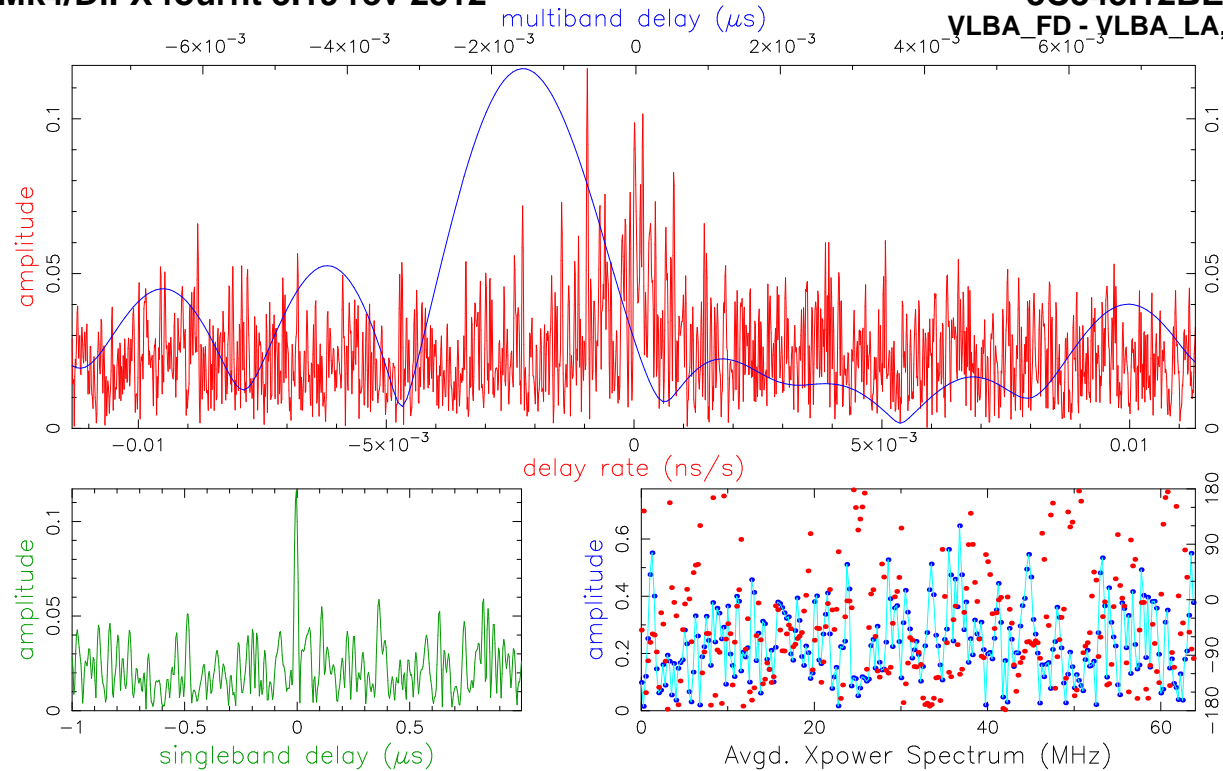 multiband delay (μs)
VLBA_FD - VLBA_LA,
−6×10⁻³ −4×10⁻³ −2×10⁻³ 0 2×10⁻³ 4×10⁻³ 6×10⁻³
amplitude
0 0.05 0.1
0 0.05 0.1
−0.01 −5×10⁻³ 0 5×10⁻³ 0.01
delay rate (ns/s)
amplitude
0 0.05 0.1
−1 −0.5 0 0.5
singleband delay (μs)
amplitude
0 0.2 0.4 0.6
−180 −90 0 90 180
0 20 40 60
Avgd. Xpower Spectrum (MHz)